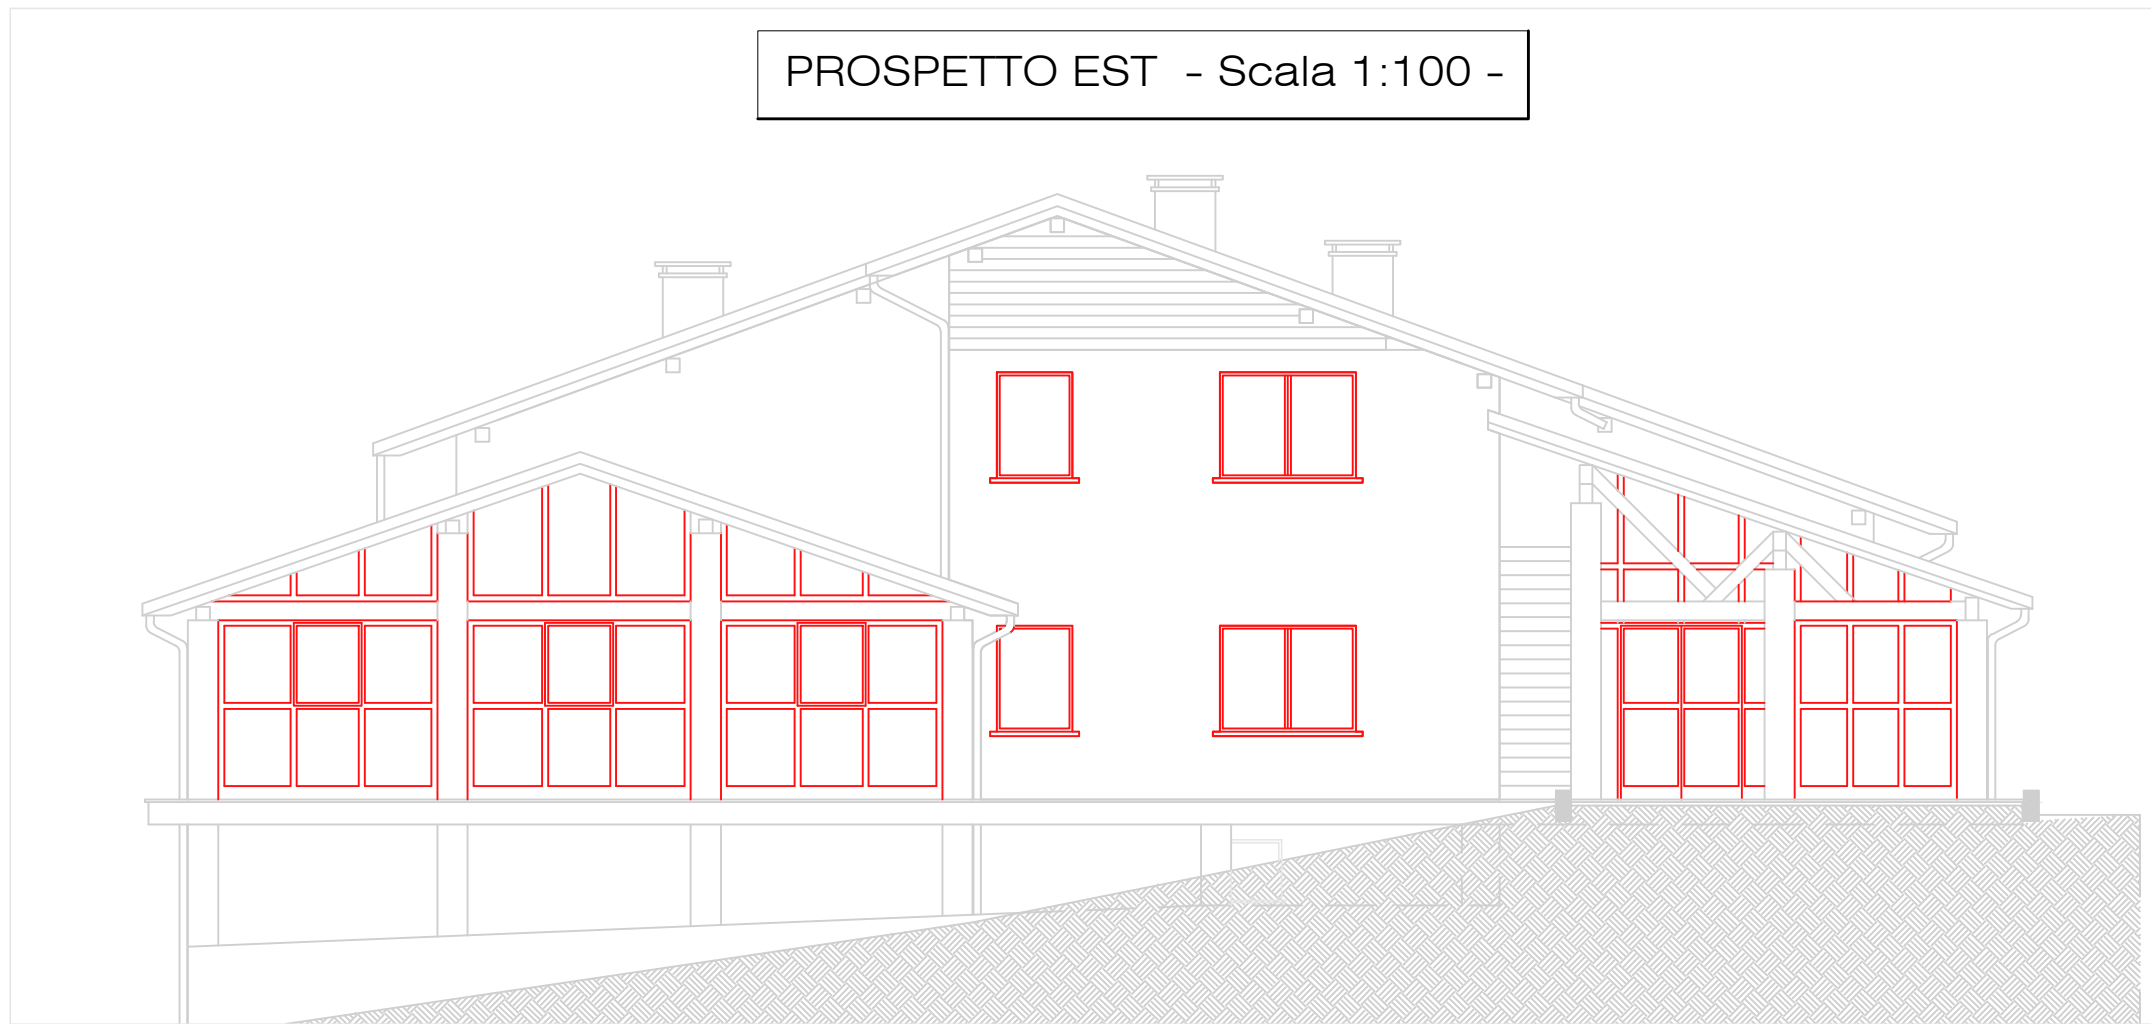 PROSPETTO EST - Scala 1:100 -